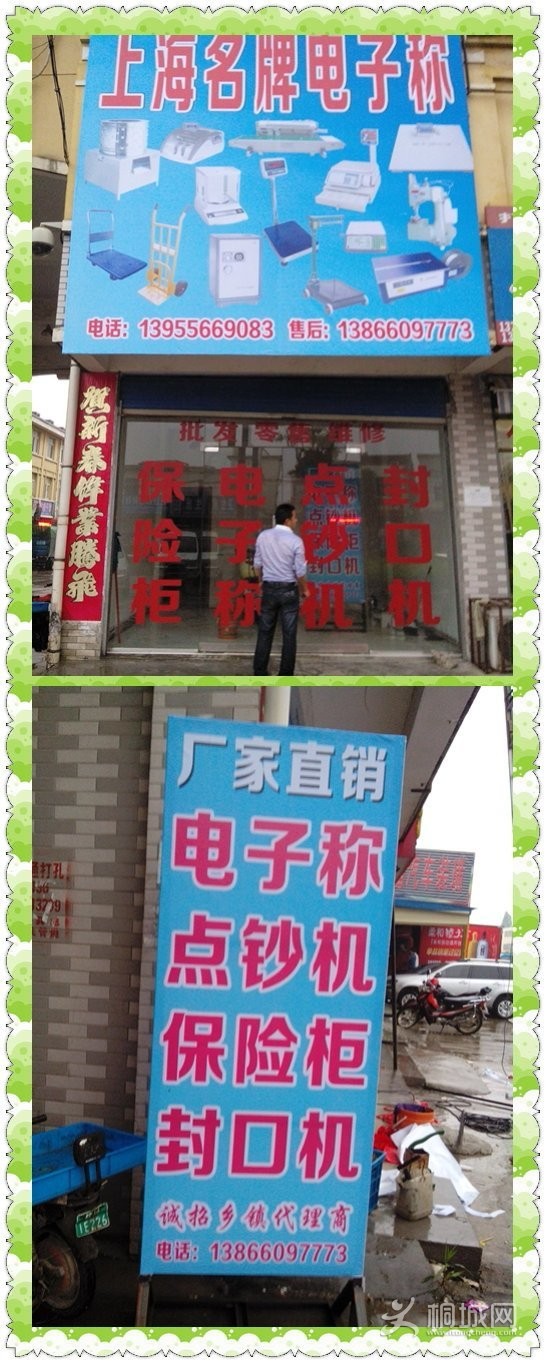 上海名牌电子称
电话：13955669083 售后：13866097773
贺新春伟业腾飞
批发零售维修
保险柜
电子称
点钞机
封口机
厂家直销
电子称
点钞机
保险柜
封口机
诚招乡镇代理商
电话：13866097773
桐城网